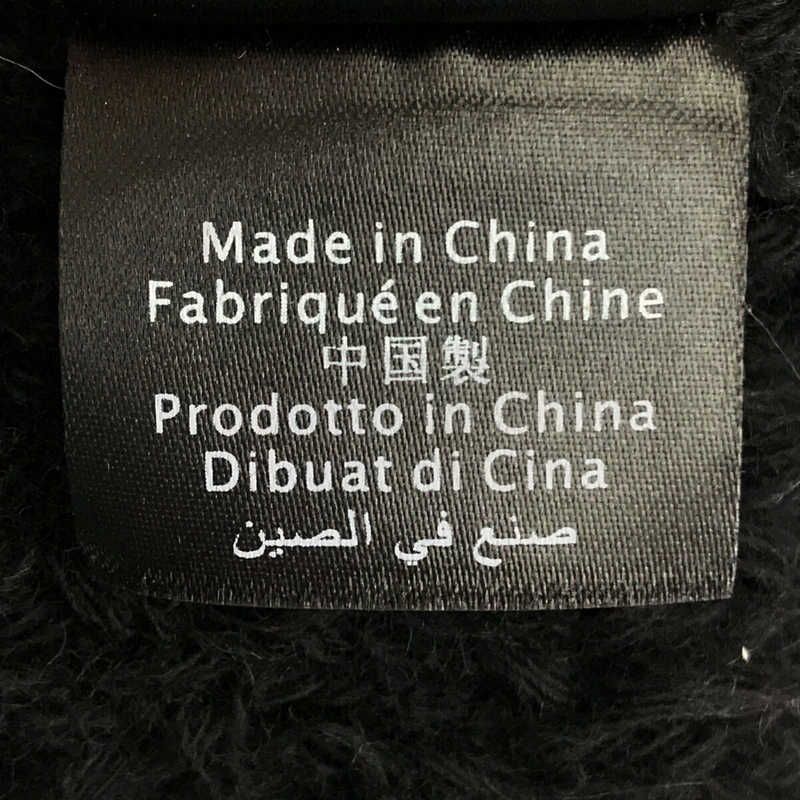 Made in China
Fabriqué en Chine
中国製
Prodotto in China
Dibuat di Cina
صنع في الصين